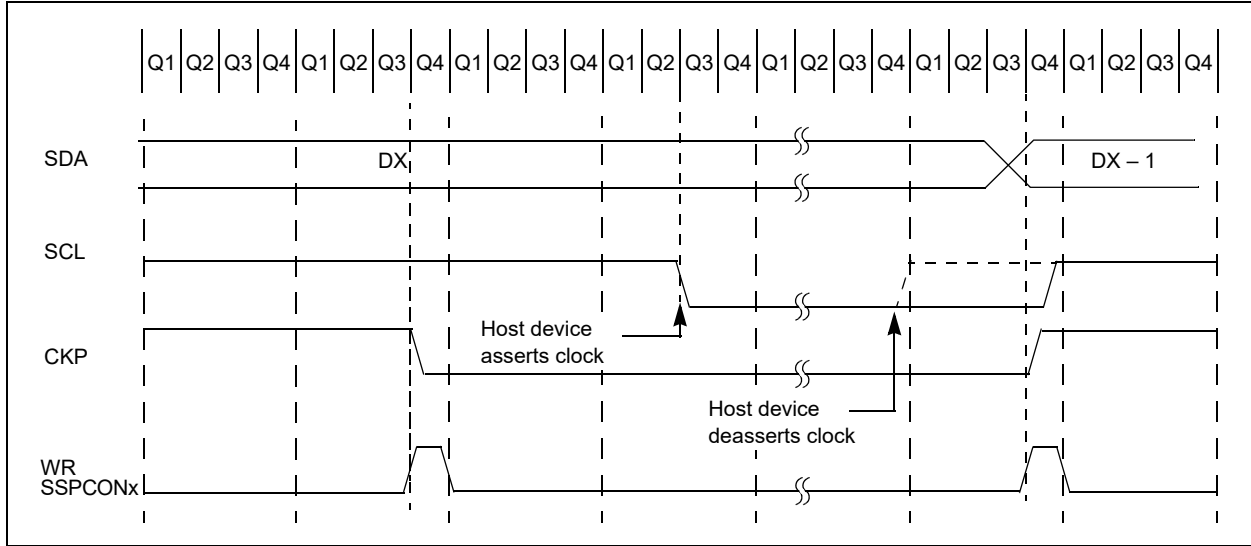 Q1 Q2 Q3 Q4 Q1 Q2 Q3 Q4 Q1 Q2 Q3 Q4 Q1 Q2 Q3 Q4 Q1 Q2 Q3 Q4 Q1 Q2 Q3 Q4 Q1 Q2 Q3 Q4
SDA DX DX – 1
SCL
Host device
asserts clock
CKP
Host device
deasserts clock
WR
SSPCONx